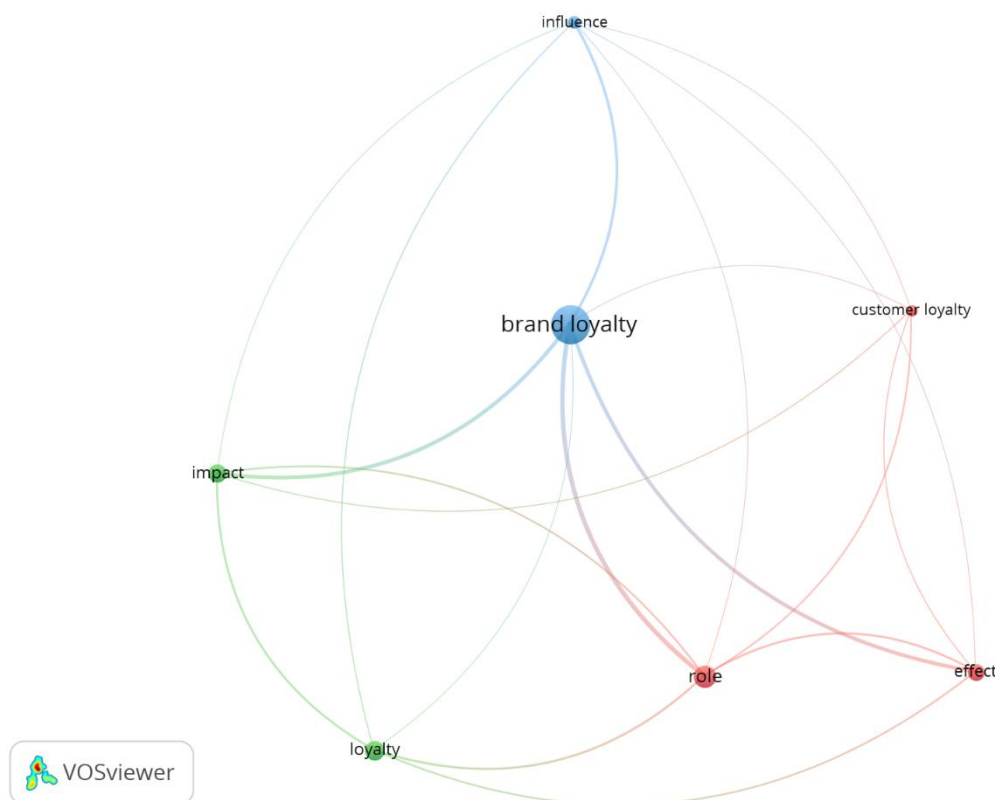 influence
customer loyalty
brand loyalty
impact
effect
role
loyalty
VOSviewer